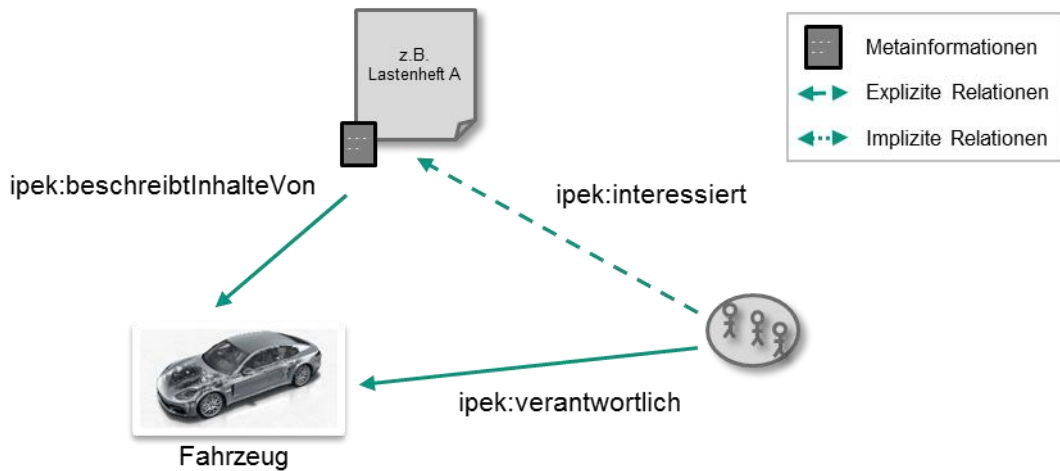 z.B.
Lastenheft A
Metainformationen
Explizite Relationen
Implizite Relationen
ipek:beschreibtInhalteVon
ipek:interessiert
ipek:verantwortlich
Fahrzeug